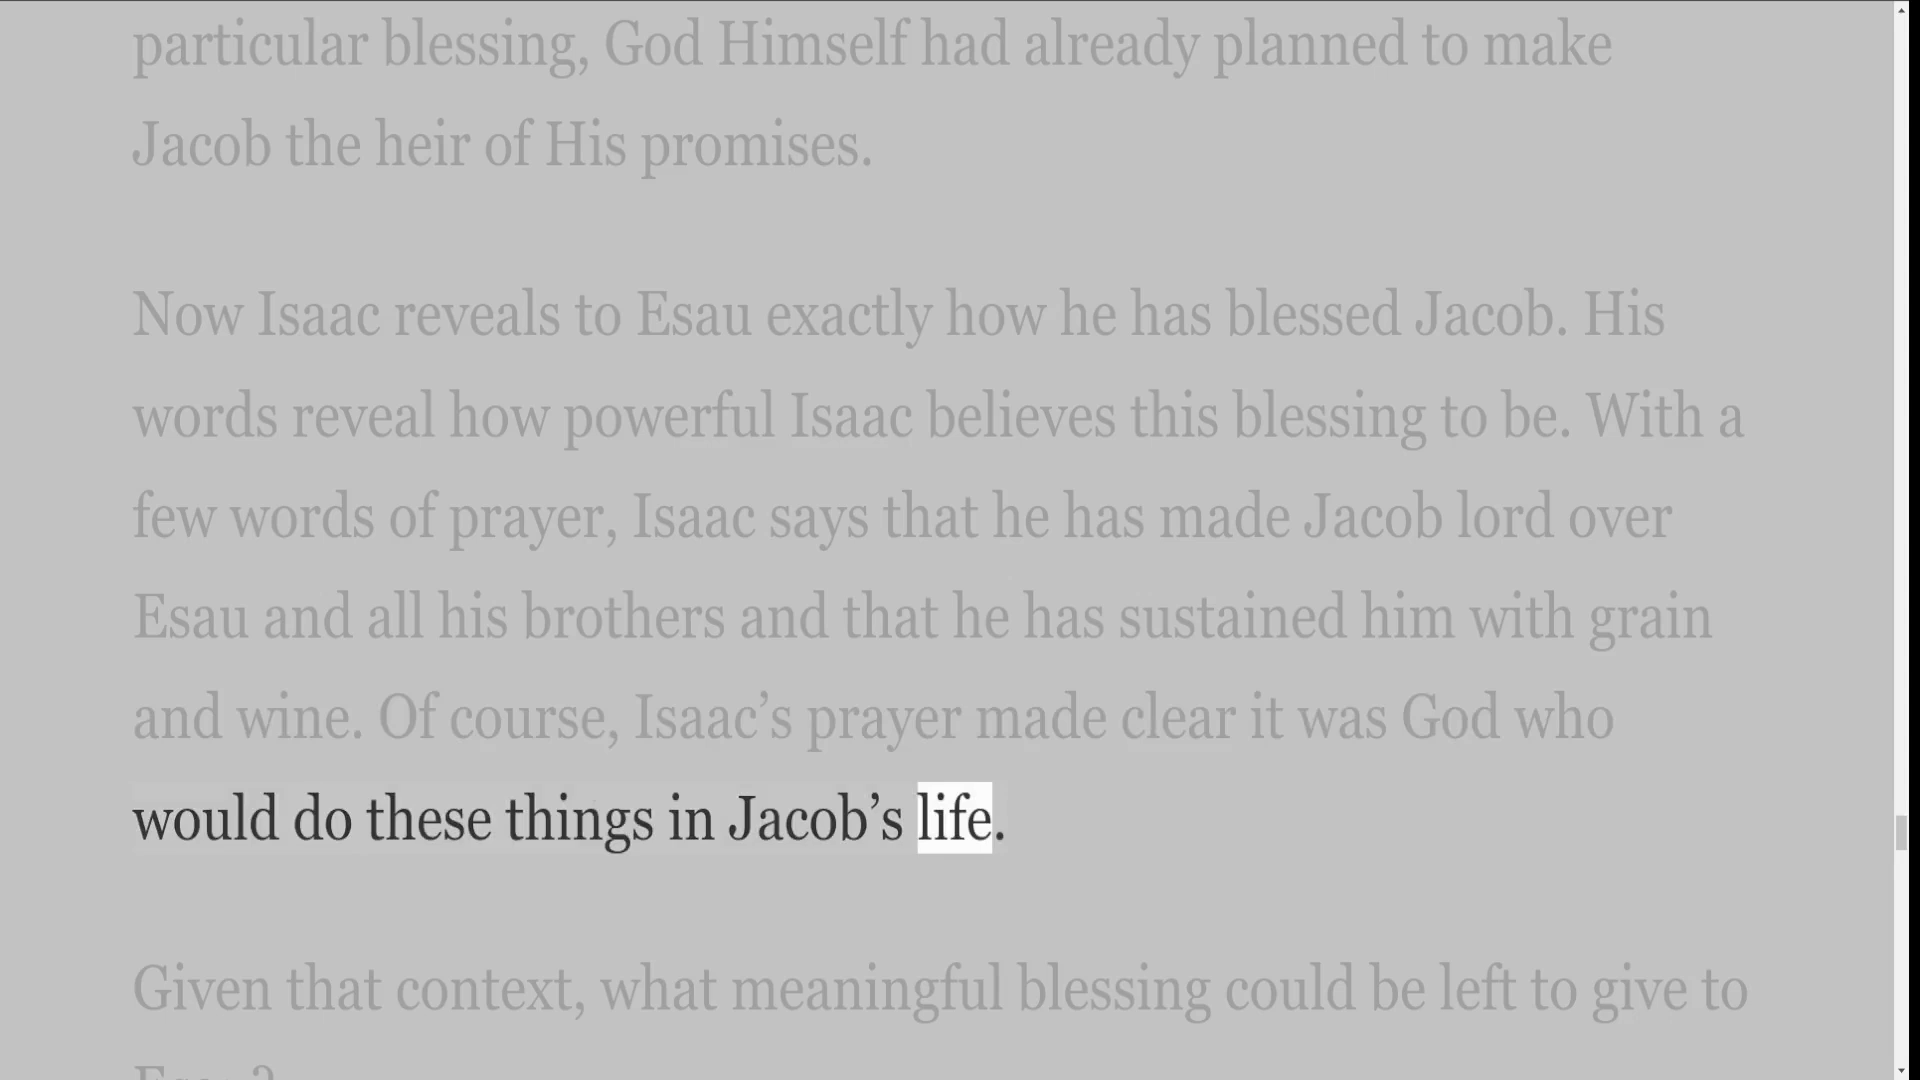 particular blessing, God Himself had already planned to make
Jacob the heir of His promises.
Now Isaac reveals to Esau exactly how he has blessed Jacob. His
words reveal how powerful Isaac believes this blessing to be. With a
few words of prayer, Isaac says that he has made Jacob lord over
Esau and all his brothers and that he has sustained him with grain
and wine. Of course, Isaac’s prayer made clear it was God who
would do these things in Jacob’s life.
Given that context, what meaningful blessing could be left to give to
Esau?